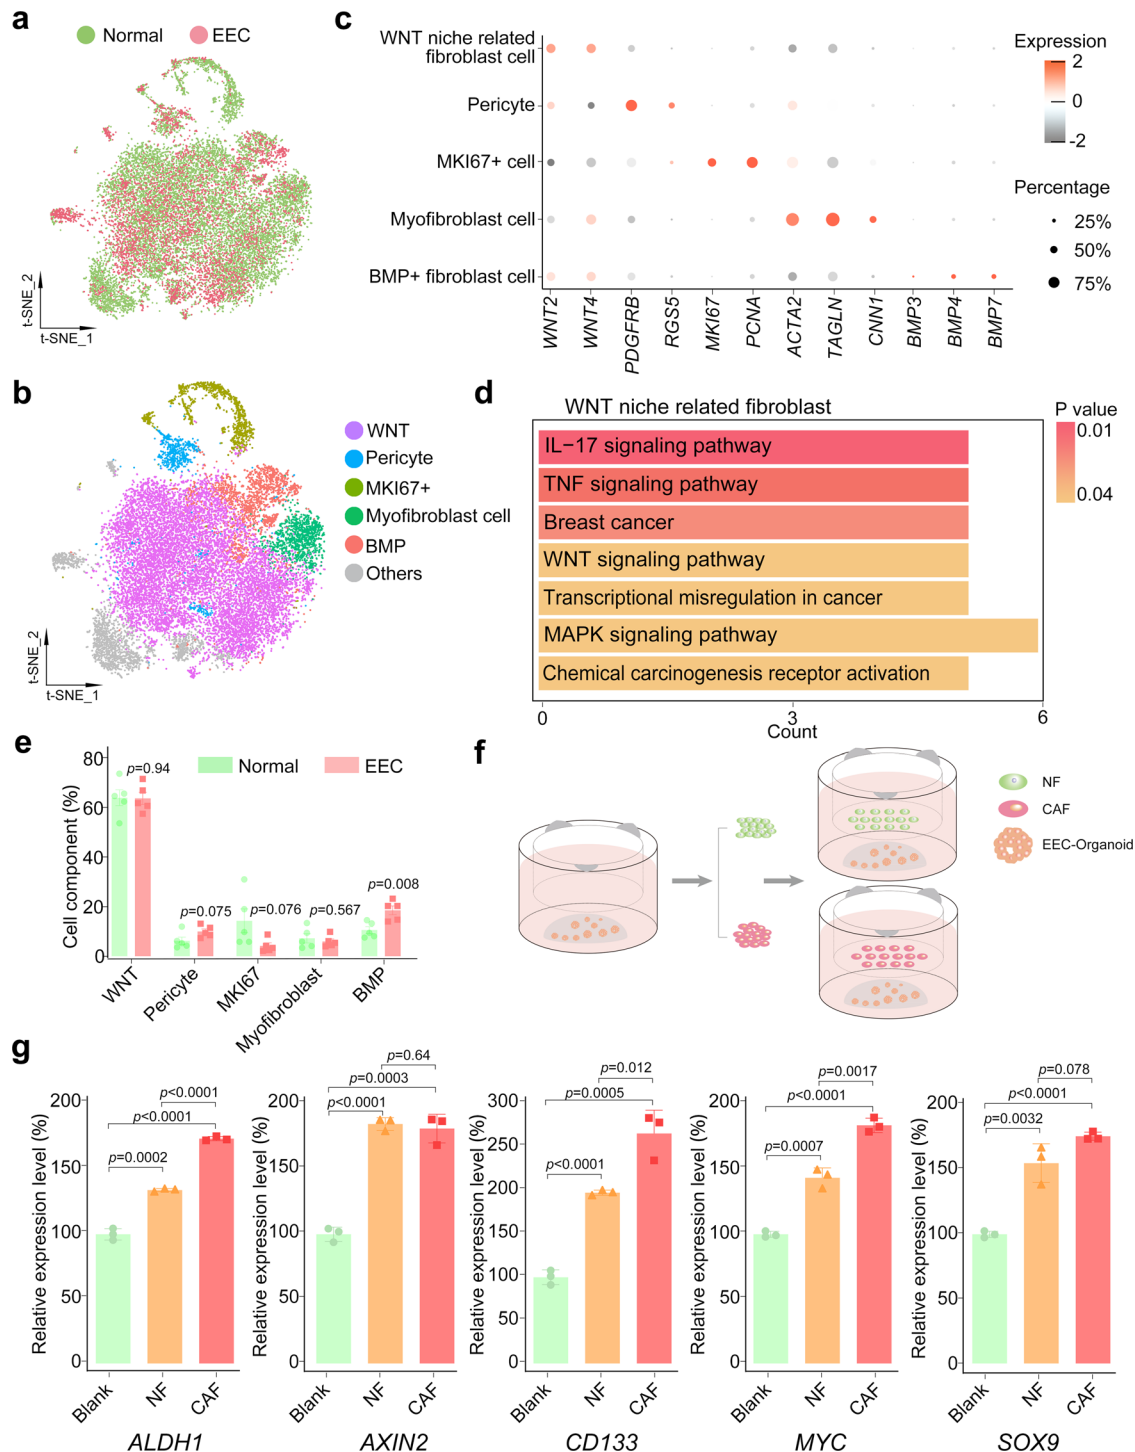 a
Normal
EEC
t-SNE_2
t-SNE_1
c
WNT niche related
fibroblast cell
Pericyte
MKI67+ cell
Myofibroblast cell
BMP+ fibroblast cell
WNT2
WNT4
PDGFRB
RGS5
MKI67
PCNA
ACTA2
TAGLN
CNN1
BMP3
BMP4
BMP7
Expression
2
0
-2
Percentage
25%
50%
75%
b
WNT
Pericyte
MKI67+
Myofibroblast cell
BMP
Others
t-SNE_2
t-SNE_1
d
WNT niche related fibroblast
IL−17 signaling pathway
TNF signaling pathway
Breast cancer
WNT signaling pathway
Transcriptional misregulation in cancer
MAPK signaling pathway
Chemical carcinogenesis receptor activation
0
3
6
Count
P value
0.01
0.04
e
Normal
EEC
Cell component (%)
80
60
40
20
0
p=0.94
p=0.075
p=0.076
p=0.567
p=0.008
WNT
Pericyte
MKI67
Myofibroblast
BMP
f
NF
CAF
EEC-Organoid
g
Relative expression level (%)
200
150
100
50
0
p<0.0001
p<0.0001
p=0.0002
Blank
NF
CAF
ALDH1
Relative expression level (%)
200
150
100
50
0
p=0.64
p=0.0003
p<0.0001
Blank
NF
CAF
AXIN2
Relative expression level (%)
300
250
200
150
100
50
0
p=0.012
p=0.0005
p<0.0001
Blank
NF
CAF
CD133
Relative expression level (%)
200
150
100
50
0
p=0.0017
p<0.0001
p=0.0007
Blank
NF
CAF
MYC
Relative expression level (%)
200
150
100
50
0
p=0.078
p<0.0001
p=0.0032
Blank
NF
CAF
SOX9